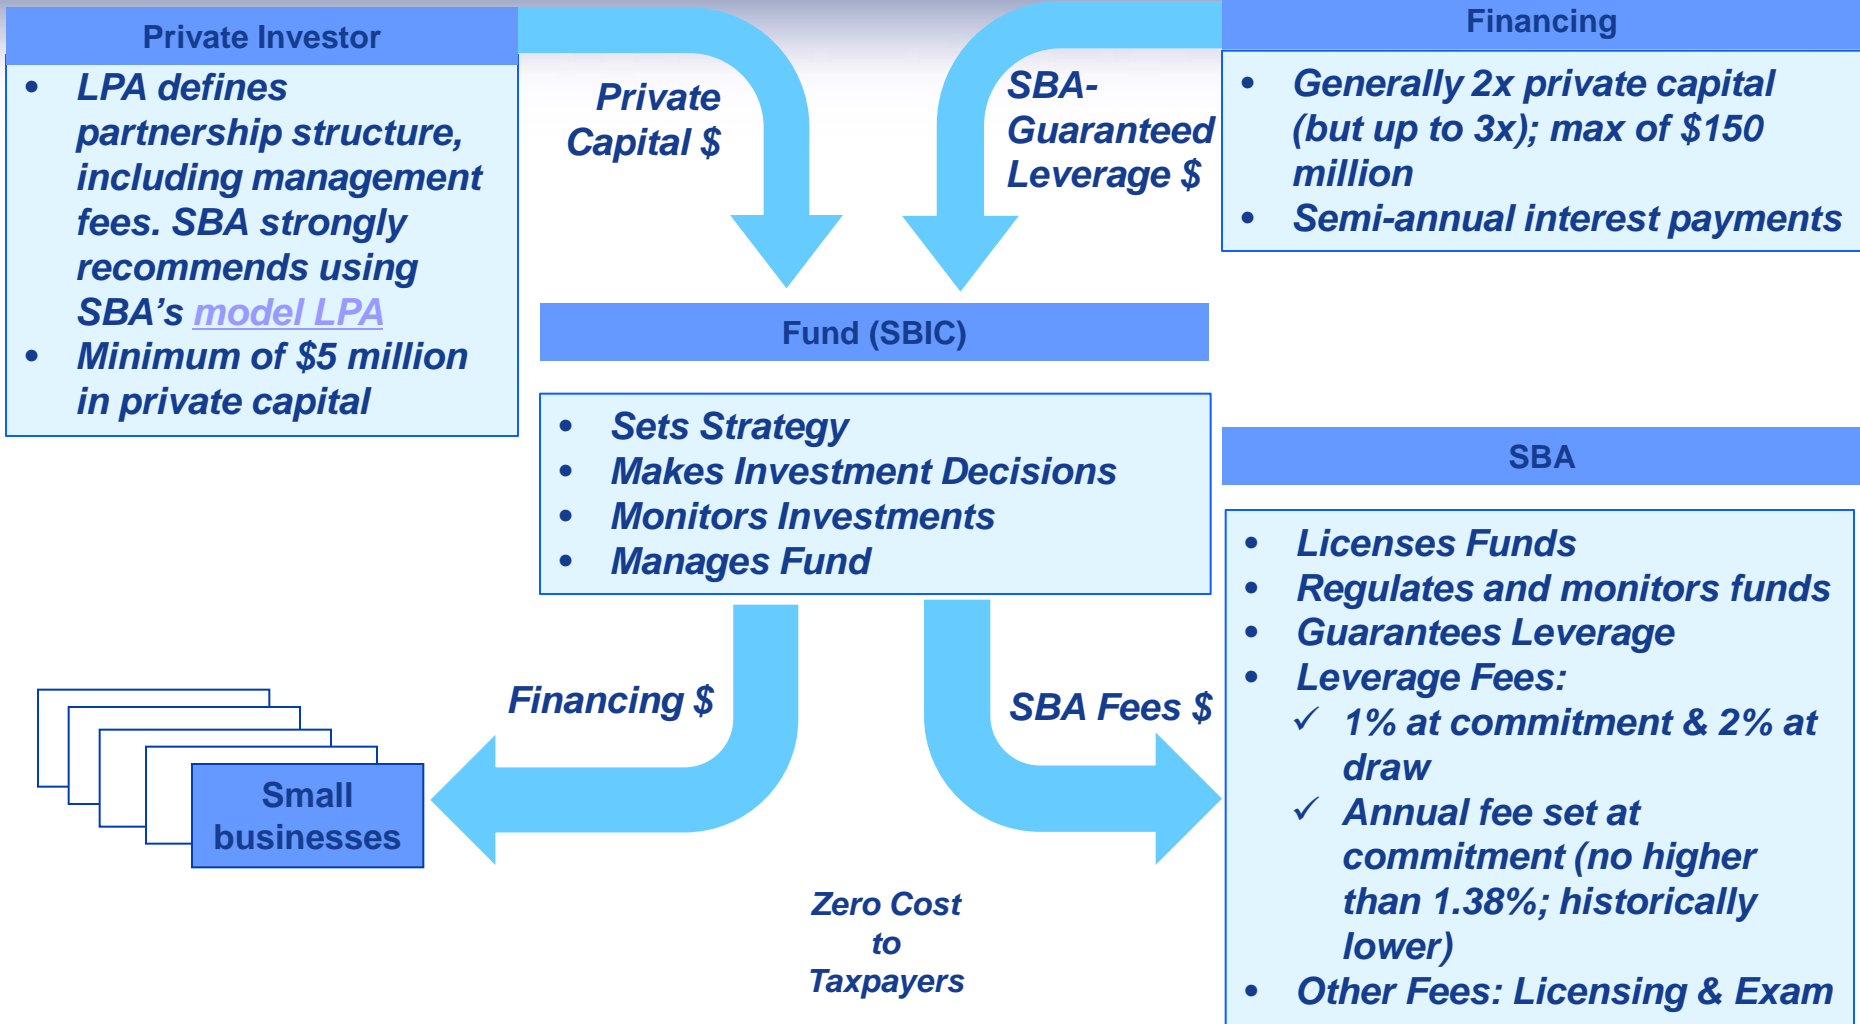 Private Investor
• LPA defines
partnership structure,
including management
fees. SBA strongly
recommends using
SBA’s model LPA
• Minimum of $5 million
in private capital
Private
Capital $
SBA-
Guaranteed
Leverage $
Financing
• Generally 2x private capital
(but up to 3x); max of $150
million
• Semi-annual interest payments
Fund (SBIC)
• Sets Strategy
• Makes Investment Decisions
• Monitors Investments
• Manages Fund
SBA
• Licenses Funds
• Regulates and monitors funds
• Guarantees Leverage
• Leverage Fees:
✓ 1% at commitment & 2% at
draw
✓ Annual fee set at
commitment (no higher
than 1.38%; historically
lower)
• Other Fees: Licensing & Exam
Financing $
SBA Fees $
Small
businesses
Zero Cost
to
Taxpayers